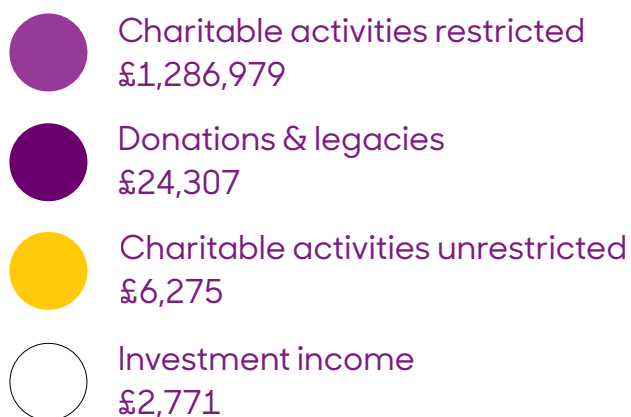 Charitable activities restricted
£1,286,979
Donations & legacies
£24,307
Charitable activities unrestricted
£6,275
Investment income
£2,771